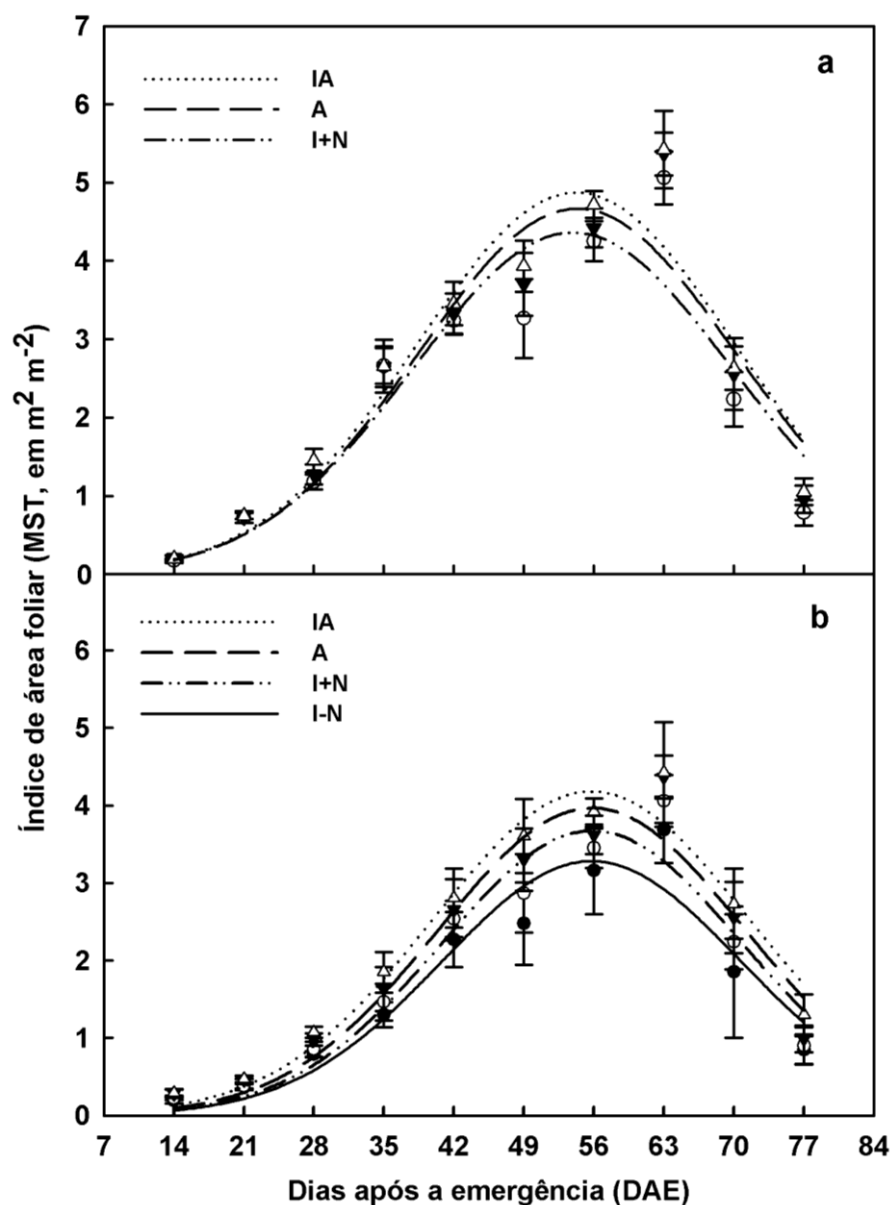 7
6
5
4
3
2
1
0
IA
A
I+N
a
6
5
4
3
2
1
0
IA
A
I+N
I-N
b
Índice de área foliar (MST, em m² m⁻²)
7 14 21 28 35 42 49 56 63 70 77 84
Dias após a emergência (DAE)